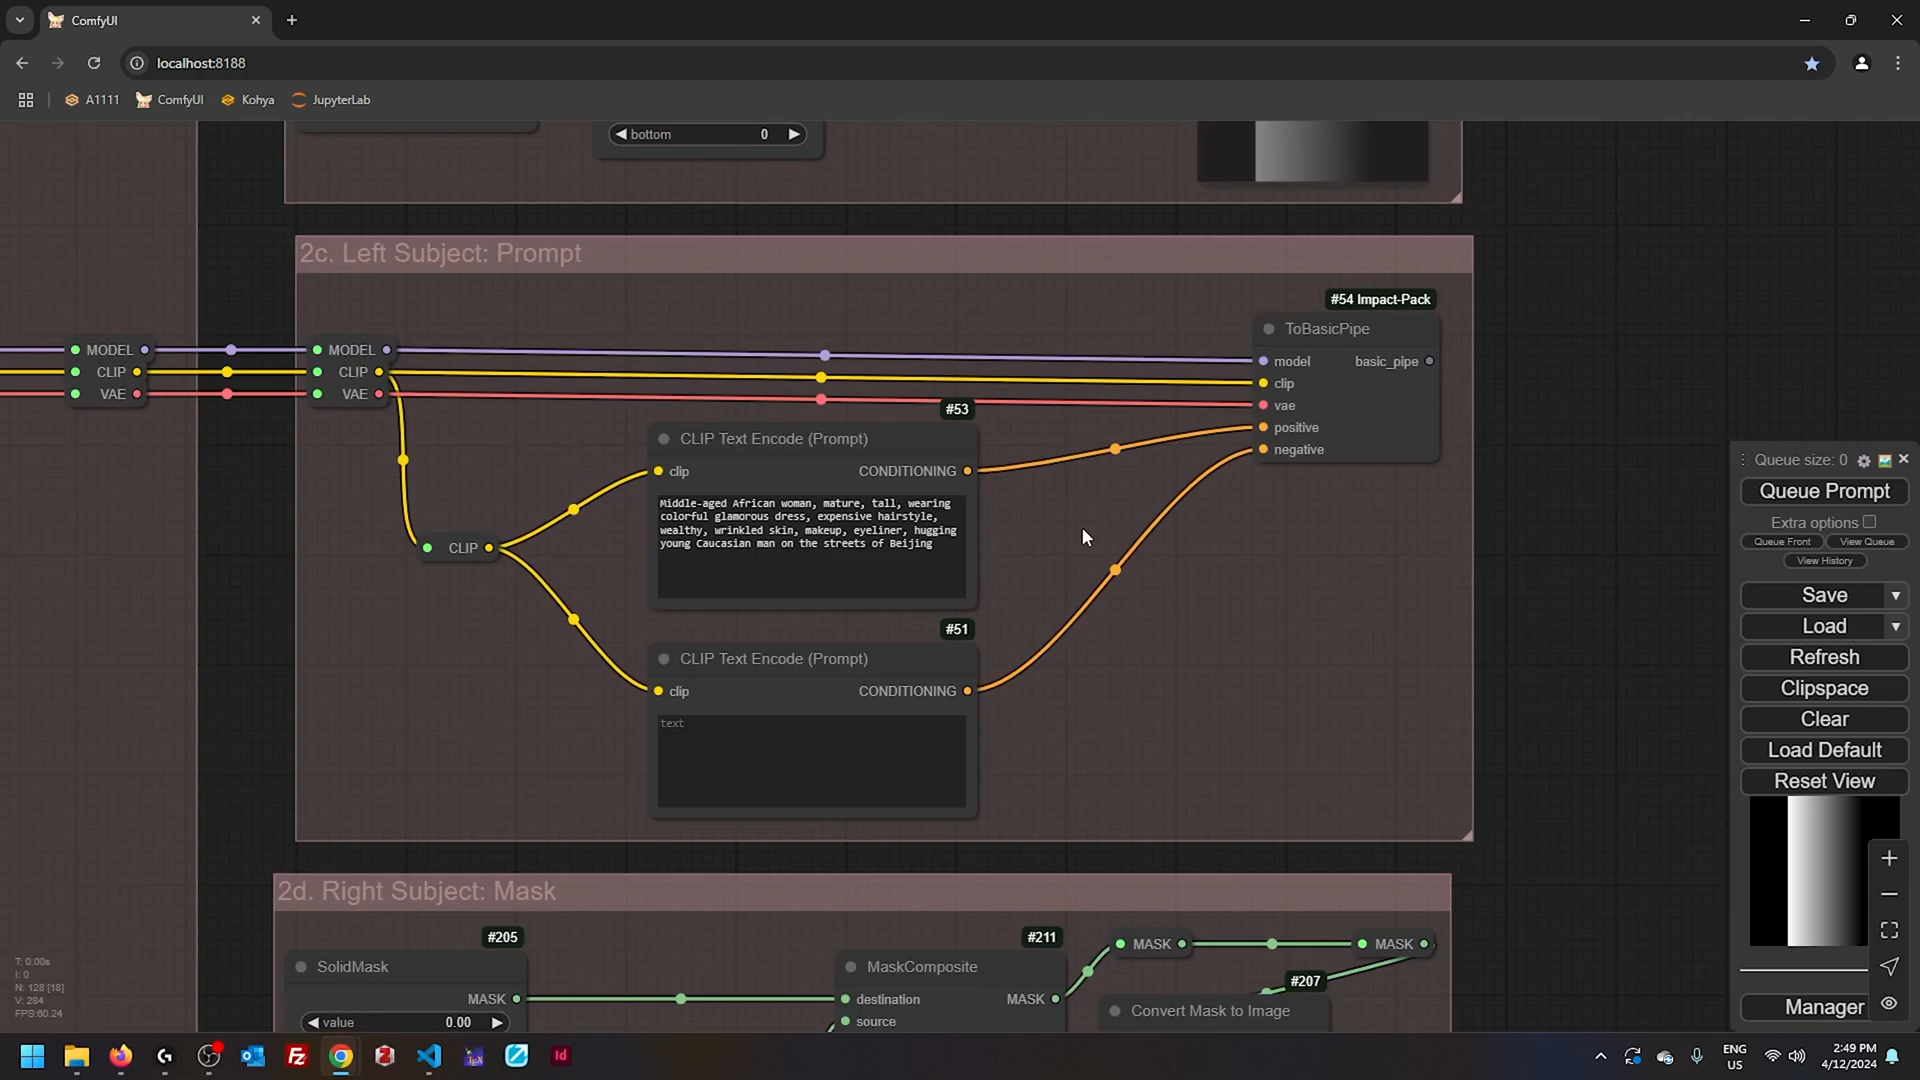 ComfyUI
localhost:8188
A1111
ComfyUI
Kohya
JupyterLab
bottom 0
2c. Left Subject: Prompt
#54 Impact-Pack
ToBasicPipe
MODEL
CLIP
VAE
MODEL
CLIP
VAE
model basic_pipe
clip
vae
positive
negative
#53
CLIP Text Encode (Prompt)
clip CONDITIONING
Middle-aged African woman, mature, tall, wearing
colorful glamorous dress, expensive hairstyle,
wealthy, wrinkled skin, makeup, eyeliner, hugging
young Caucasian man on the streets of Beijing
CLIP
#51
CLIP Text Encode (Prompt)
clip CONDITIONING
text
2d. Right Subject: Mask
#205
SolidMask
MASK
value 0.00
#211
MaskComposite
destination MASK
source
MASK
MASK
#207
Convert Mask to Image
Queue size: 0
Queue Prompt
Extra options
Queue Front
View Queue
View History
Save
Load
Refresh
Clipspace
Clear
Load Default
Reset View
Manager
T: 0.00s
I: 0
N: 128 [18]
V: 284
FPS:60.24
ENG
US
2:49 PM
4/12/2024